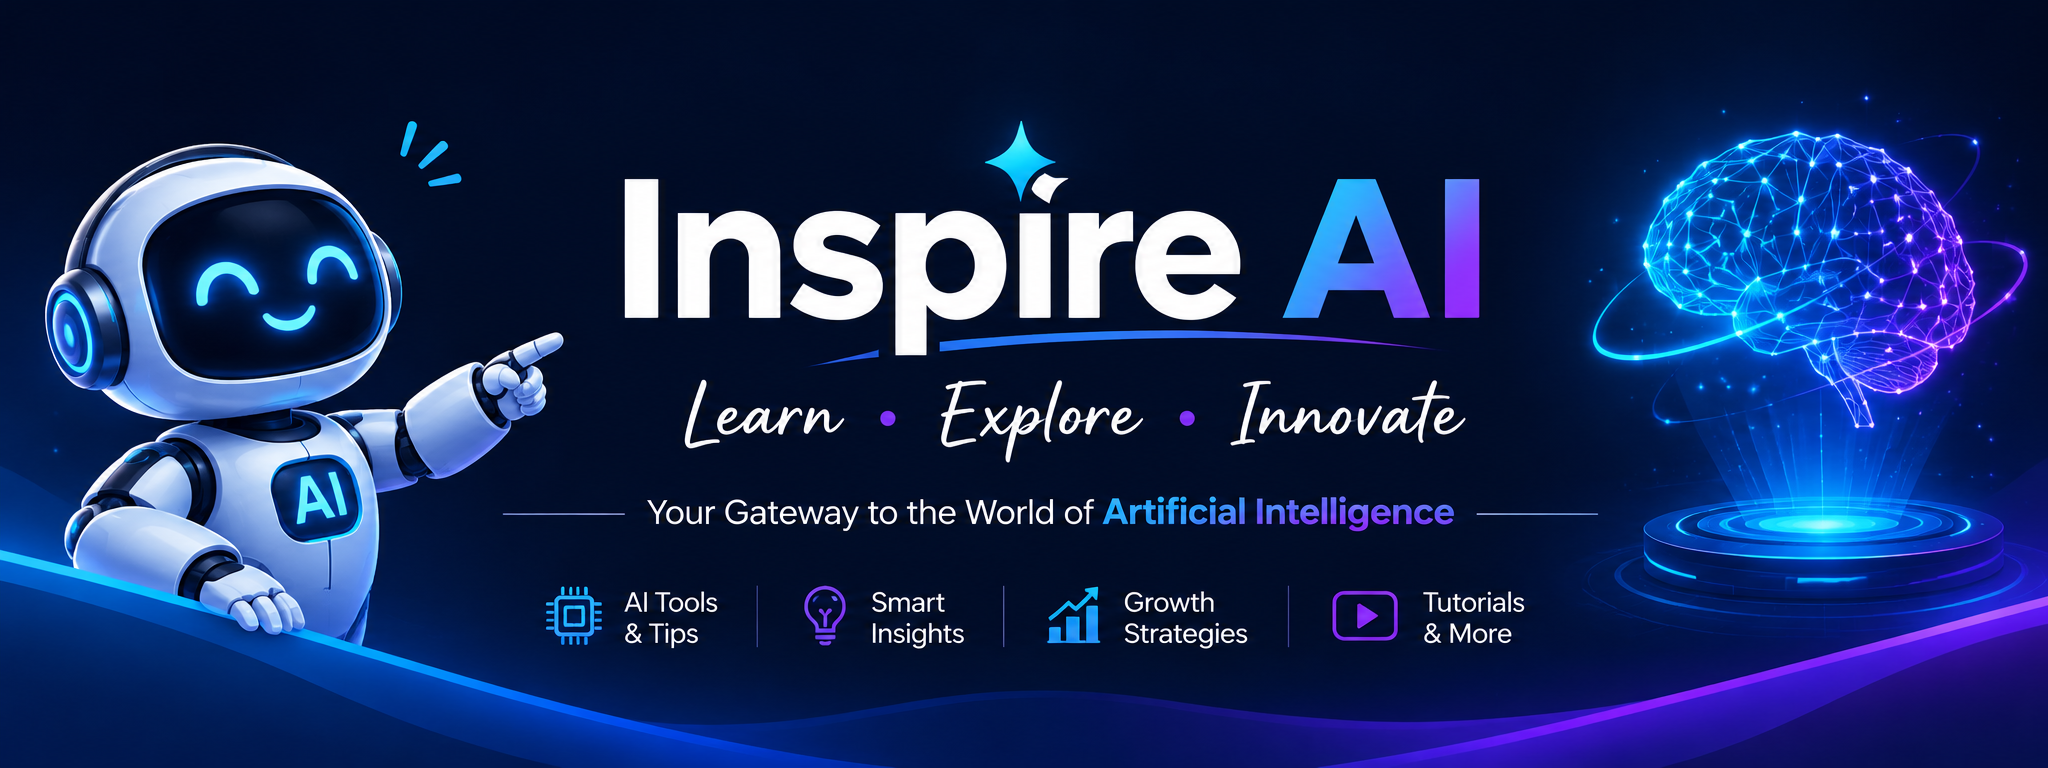 Inspire AI
Learn • Explore • Innovate
AI
Your Gateway to the World of Artificial Intelligence
AI Tools
& Tips
Smart
Insights
Growth
Strategies
Tutorials
& More